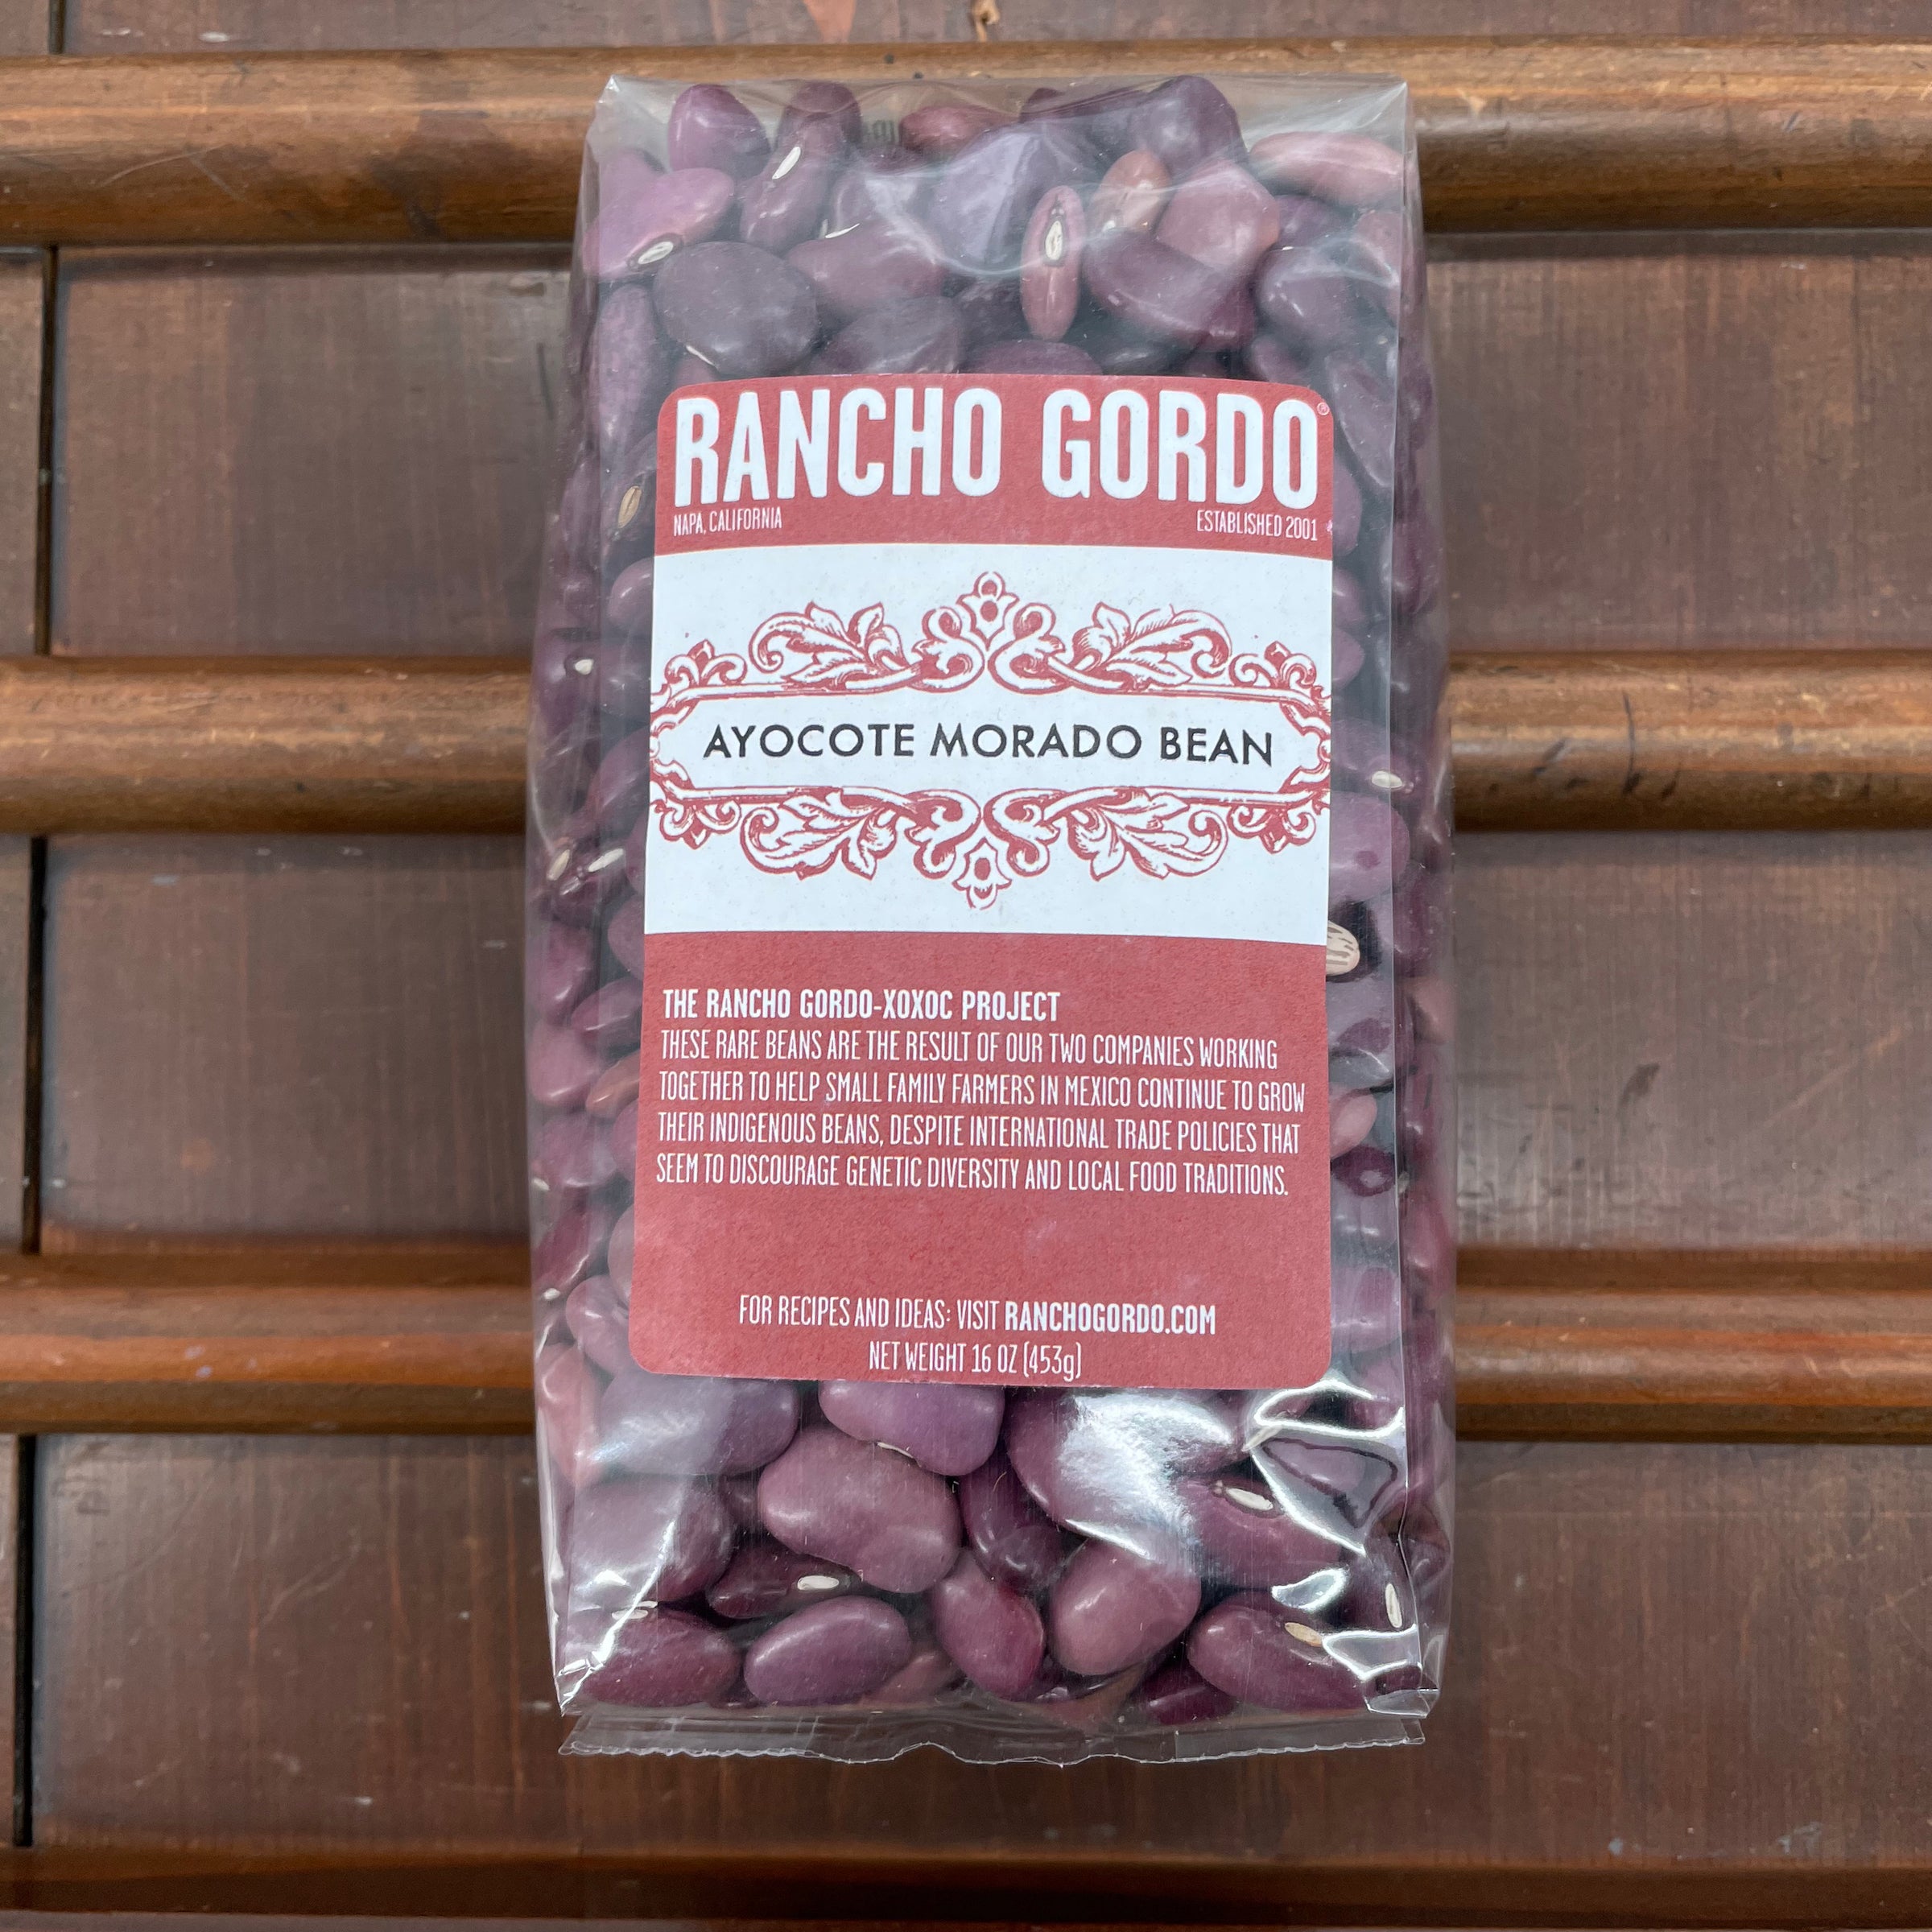 RANCHO GORDO®
NAPA, CALIFORNIA ESTABLISHED 2001
AYOCOTE MORADO BEAN
THE RANCHO GORDO-XOXOC PROJECT
THESE RARE BEANS ARE THE RESULT OF OUR TWO COMPANIES WORKING
TOGETHER TO HELP SMALL FAMILY FARMERS IN MEXICO CONTINUE TO GROW
THEIR INDIGENOUS BEANS, DESPITE INTERNATIONAL TRADE POLICIES THAT
SEEM TO DISCOURAGE GENETIC DIVERSITY AND LOCAL FOOD TRADITIONS.
FOR RECIPES AND IDEAS: VISIT RANCHOGORDO.COM
NET WEIGHT 16 OZ (453g)